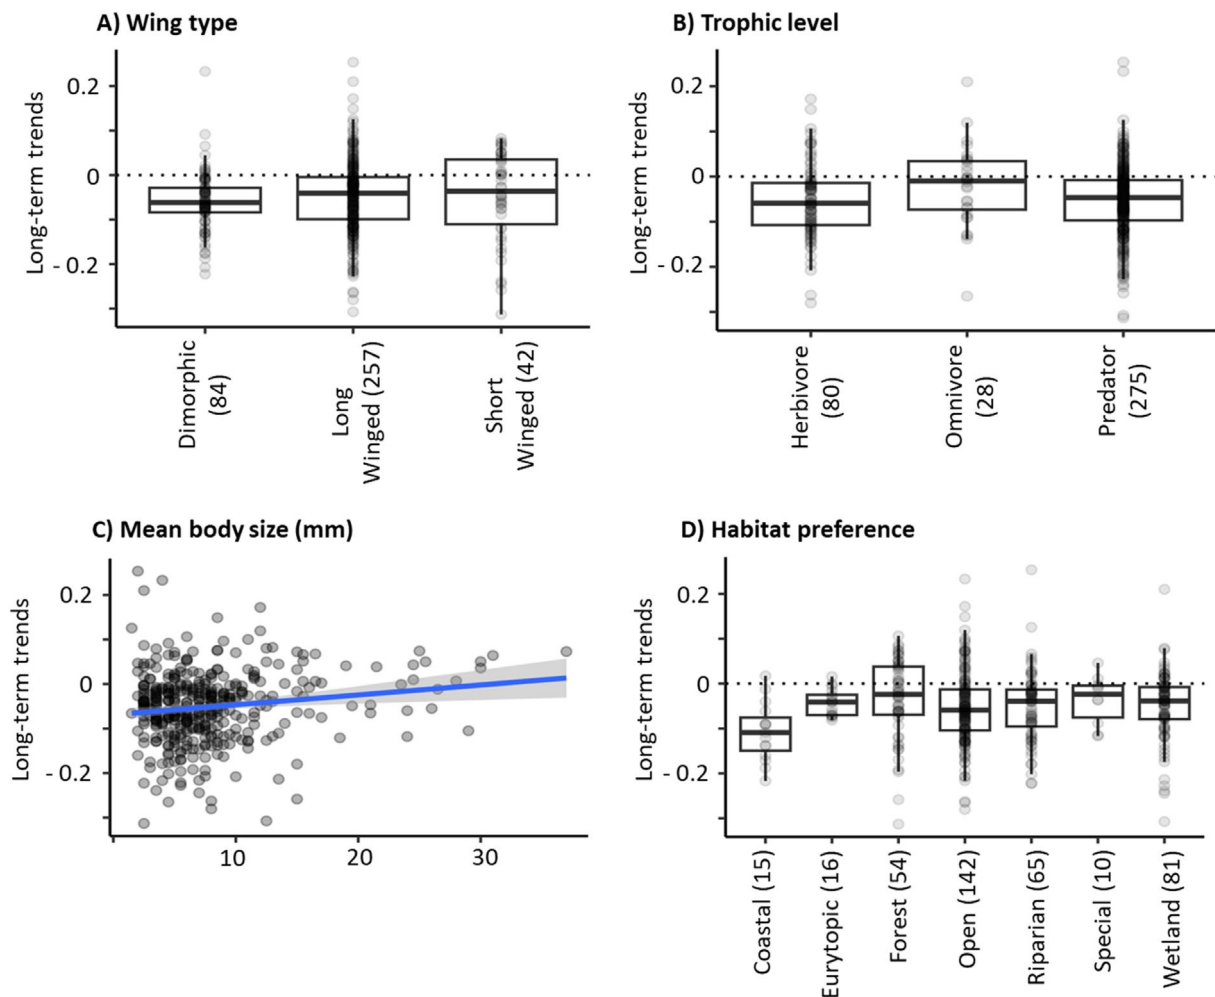 A) Wing type
Long-term trends
0.2
0
- 0.2
Dimorphic
(84)
Long
Winged (257)
Short
Winged (42)
B) Trophic level
Long-term trends
0.2
0
- 0.2
Herbivore
(80)
Omnivore
(28)
Predator
(275)
C) Mean body size (mm)
Long-term trends
0.2
0
- 0.2
10
20
30
D) Habitat preference
Long-term trends
0.2
0
- 0.2
Coastal (15)
Eurytopic (16)
Forest (54)
Open (142)
Riparian (65)
Special (10)
Wetland (81)